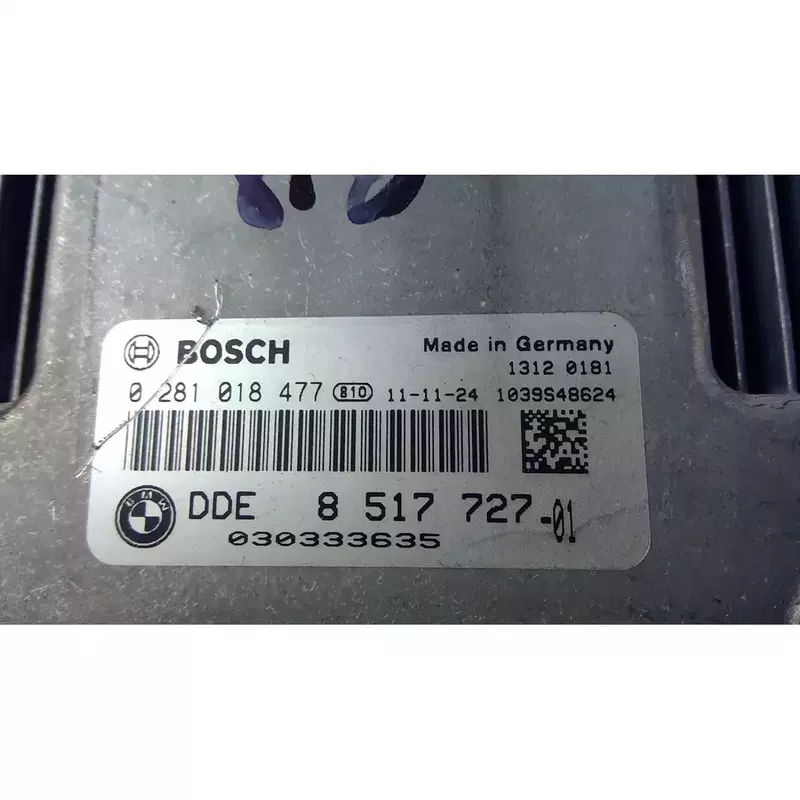 BOSCH
Made in Germany
1312 0181
0 281 018 477 810 11-11-24 1039S48624
BMW
DDE 8 517 727-01
030333635